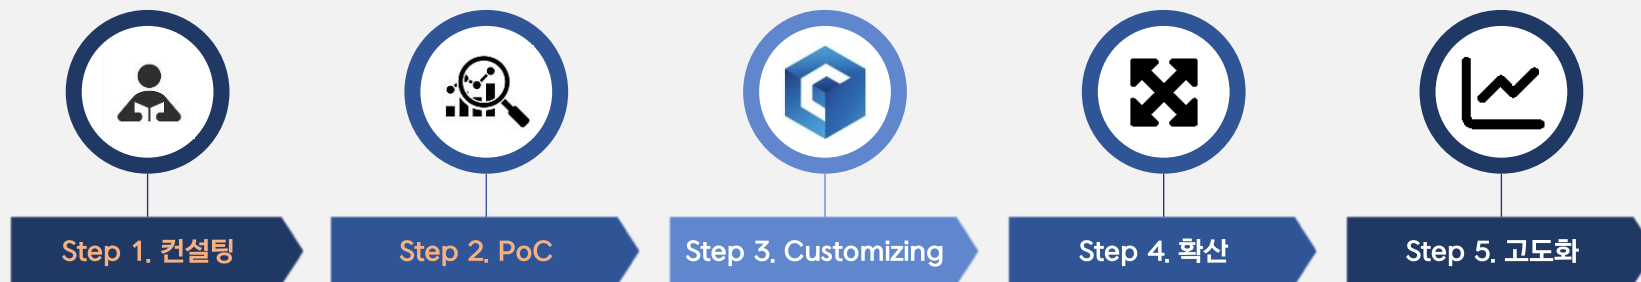 Step 1. 컨설팅
Step 2. PoC
Step 3. Customizing
Step 4. 확산
Step 5. 고도화